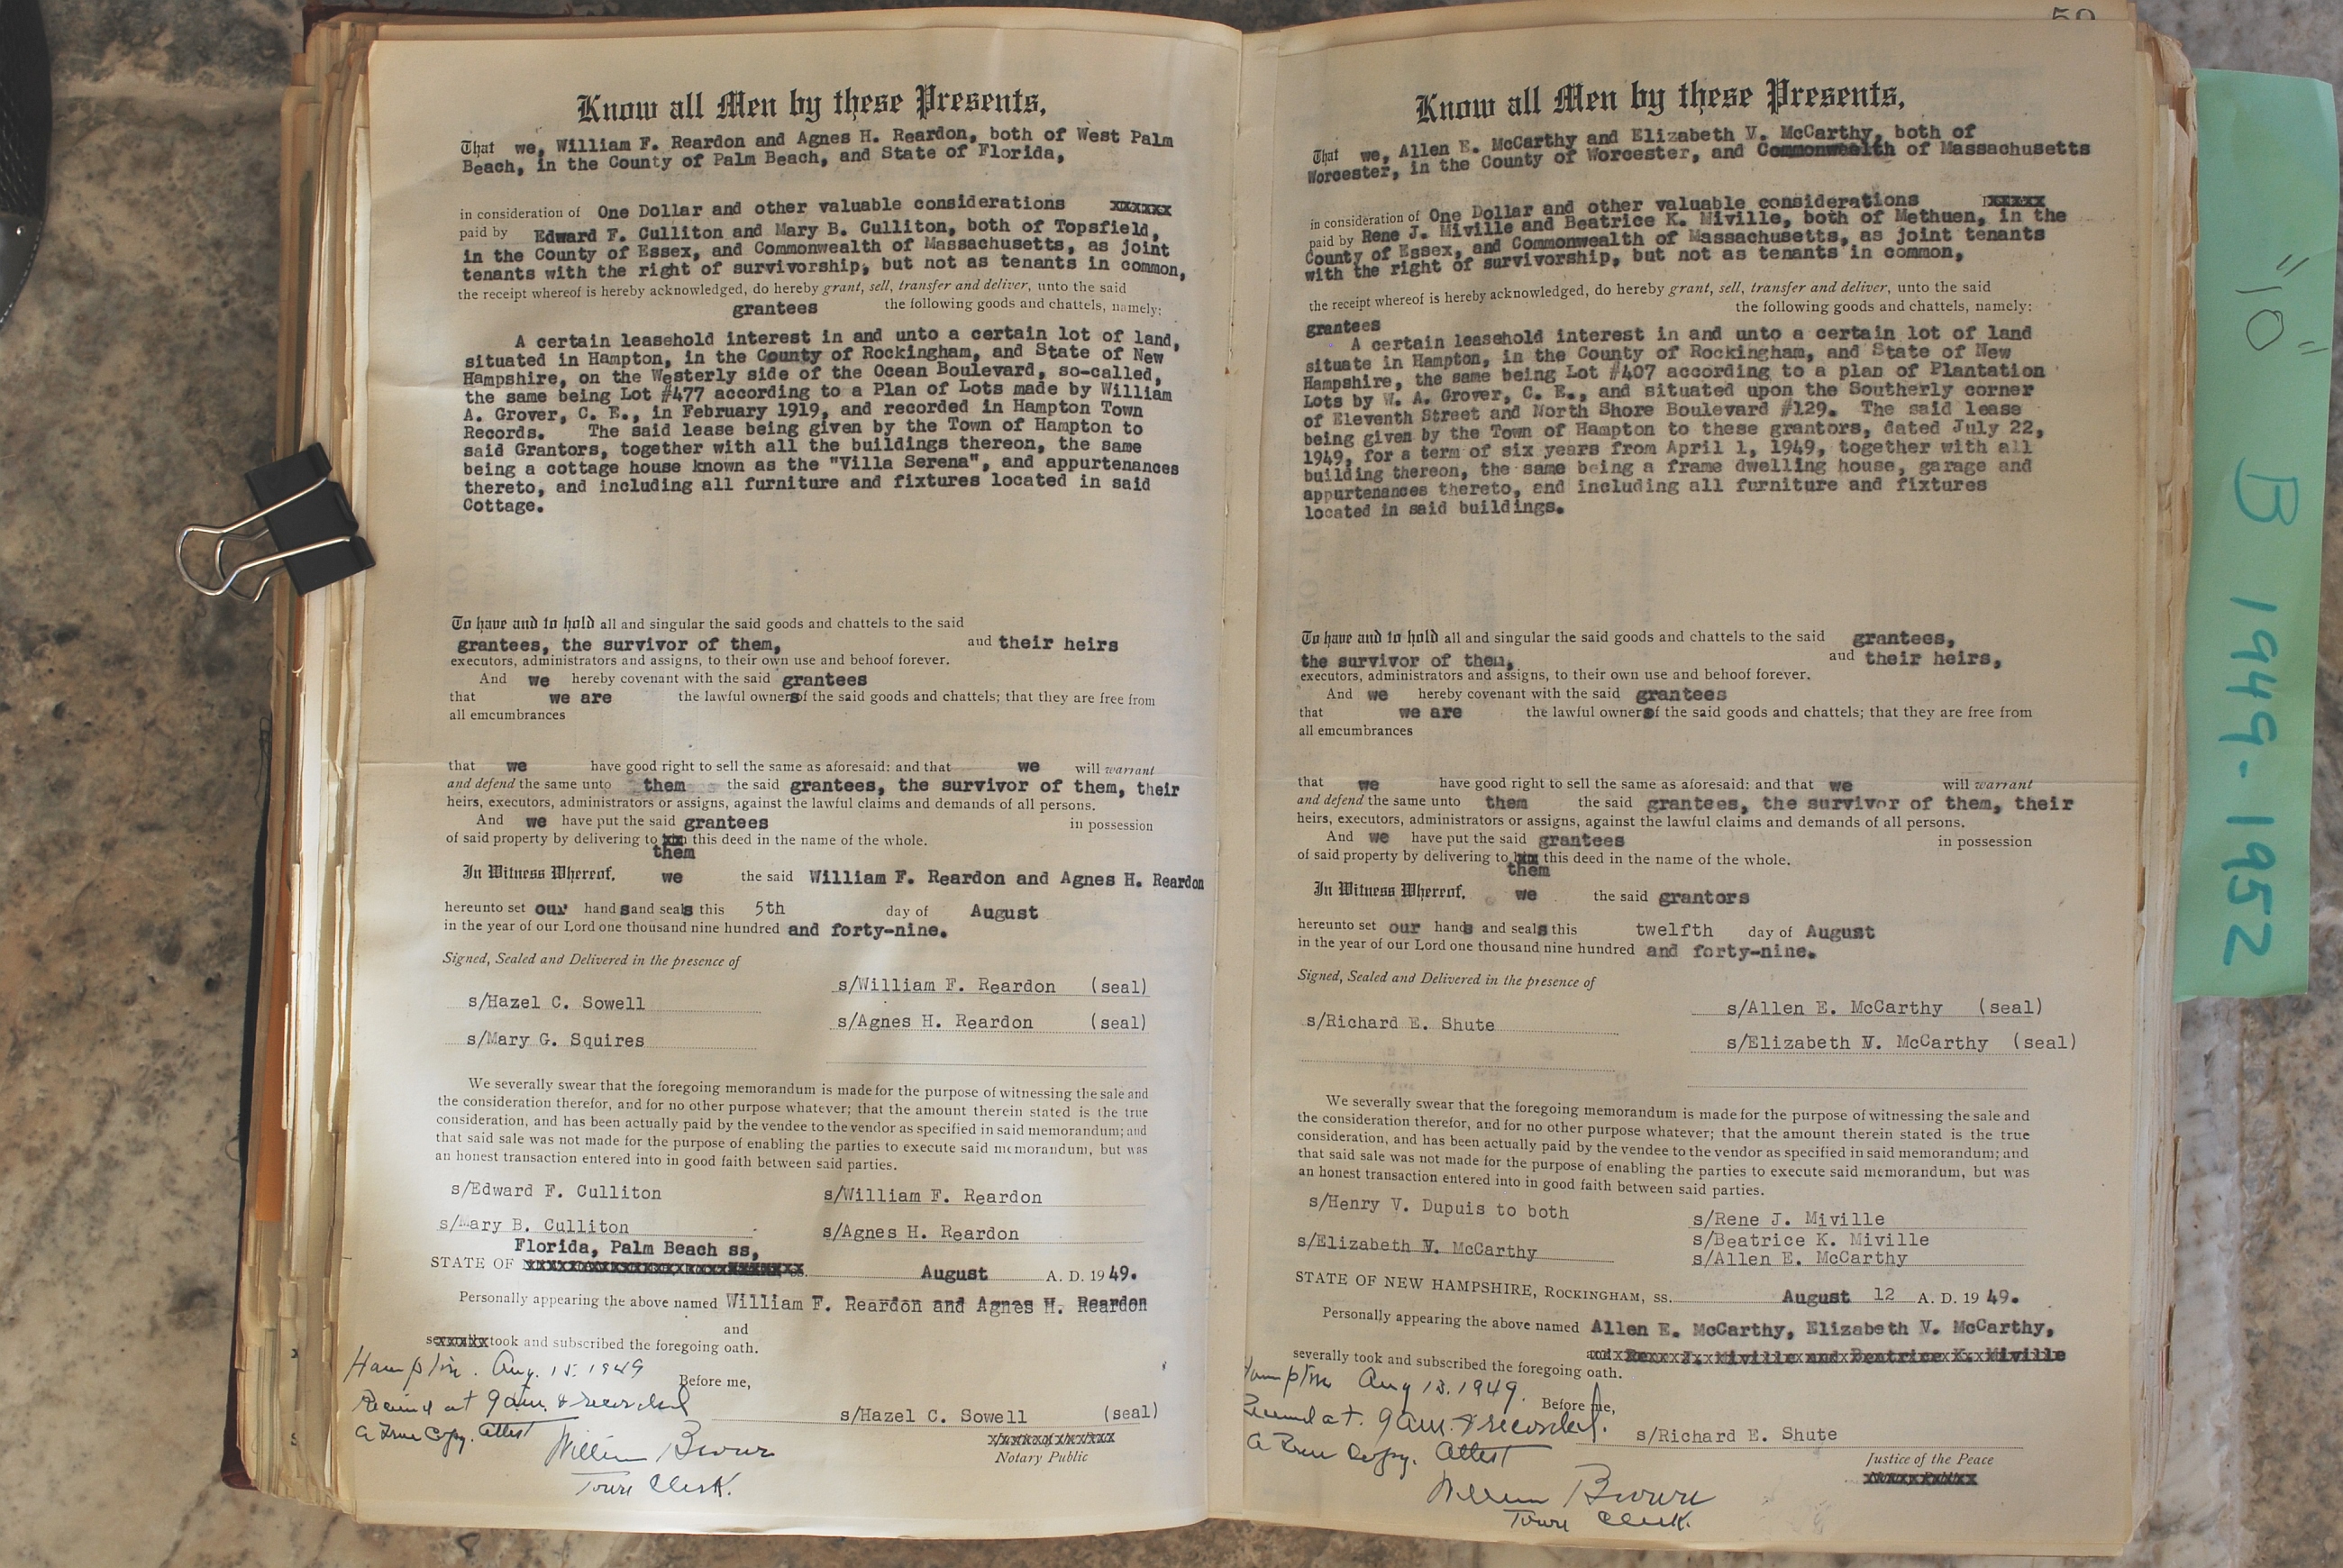 Know all Men by these Presents,
That we, William F. Reardon and Agnes H. Reardon, both of West Palm
Beach, in the County of Palm Beach, and State of Florida,
in consideration of One Dollar and other valuable considerations xxxxxx
paid by Edward F. Culliton and Mary B. Culliton, both of Topsfield,
in the County of Essex, and Commonwealth of Massachusetts, as joint
tenants with the right of survivorship, but not as tenants in common,
the receipt whereof is hereby acknowledged, do hereby grant, sell, transfer and deliver, unto the said
grantees the following goods and chattels, namely:
A certain leasehold interest in and unto a certain lot of land,
situated in Hampton, in the County of Rockingham, and State of New
Hampshire, on the Westerly side of the Ocean Boulevard, so-called,
the same being Lot #477 according to a Plan of Lots made by William
A. Grover, C. E., in February 1919, and recorded in Hampton Town
Records. The said lease being given by the Town of Hampton to
said Grantors, together with all the buildings thereon, the same
being a cottage house known as the "Villa Serena", and appurtenances
thereto, and including all furniture and fixtures located in said
Cottage.
To have and to hold all and singular the said goods and chattels to the said
grantees, the survivor of them, and their heirs
executors, administrators and assigns, to their own use and behoof forever.
And we hereby covenant with the said grantees
that we are the lawful owners of the said goods and chattels; that they are free from
all emcumbrances
that we have good right to sell the same as aforesaid: and that we will warrant
and defend the same unto them the said grantees, the survivor of them, their
heirs, executors, administrators or assigns, against the lawful claims and demands of all persons.
And we have put the said grantees in possession
of said property by delivering to this deed in the name of the whole.
them
In Witness Whereof, we the said William F. Reardon and Agnes H. Reardon
hereunto set our hands and seals this 5th day of August
in the year of our Lord one thousand nine hundred and forty-nine.
Signed, Sealed and Delivered in the presence of
s/William F. Reardon (seal)
s/Hazel C. Sowell
s/Agnes H. Reardon (seal)
s/Mary G. Squires
We severally swear that the foregoing memorandum is made for the purpose of witnessing the sale and
the consideration therefor, and for no other purpose whatever; that the amount therein stated is the true
consideration, and has been actually paid by the vendee to the vendor as specified in said memorandum; and
that said sale was not made for the purpose of enabling the parties to execute said memorandum, but was
an honest transaction entered into in good faith between said parties.
s/Edward F. Culliton s/William F. Reardon
s/Mary B. Culliton s/Agnes H. Reardon
Florida, Palm Beach ss,
STATE OF ss. August A. D. 1949.
Personally appearing the above named William F. Reardon and Agnes H. Reardon
and
took and subscribed the foregoing oath.
Hampton. Aug. 15. 1949
Before me,
Received at 9 am. & recorded
s/Hazel C. Sowell (seal)
A True Copy. Attest
Notary Public
William Brown
Town Clerk.
50
Know all Men by these Presents,
That we, Allen E. McCarthy and Elizabeth V. McCarthy, both of
Worcester, in the County of Worcester, and Commonwealth of Massachusetts
in consideration of One Dollar and other valuable considerations xxxxx
paid by Rene J. Miville and Beatrice K. Miville, both of Methuen, in the
County of Essex, and Commonwealth of Massachusetts, as joint tenants
with the right of survivorship, but not as tenants in common,
the receipt whereof is hereby acknowledged, do hereby grant, sell, transfer and deliver, unto the said
the following goods and chattels, namely:
grantees
A certain leasehold interest in and unto a certain lot of land
situate in Hampton, in the County of Rockingham, and State of New
Hampshire, the same being Lot #407 according to a plan of Plantation
Lots by W. A. Grover, C. E., and situated upon the Southerly corner
of Eleventh Street and North Shore Boulevard #129. The said lease
being given by the Town of Hampton to these grantors, dated July 22,
1949, for a term of six years from April 1, 1949, together with all
building thereon, the same being a frame dwelling house, garage and
appurtenances thereto, and including all furniture and fixtures
located in said buildings.
To have and to hold all and singular the said goods and chattels to the said grantees,
the survivor of them, and their heirs,
executors, administrators and assigns, to their own use and behoof forever.
And we hereby covenant with the said grantees
that we are the lawful owners of the said goods and chattels; that they are free from
all emcumbrances
that we have good right to sell the same as aforesaid: and that we will warrant
and defend the same unto them the said grantees, the survivor of them, their
heirs, executors, administrators or assigns, against the lawful claims and demands of all persons.
And we have put the said grantees in possession
of said property by delivering to this deed in the name of the whole.
them
In Witness Whereof, we the said grantors
hereunto set our hands and seals this twelfth day of August
in the year of our Lord one thousand nine hundred and forty-nine.
Signed, Sealed and Delivered in the presence of
s/Allen E. McCarthy (seal)
s/Richard E. Shute
s/Elizabeth V. McCarthy (seal)
We severally swear that the foregoing memorandum is made for the purpose of witnessing the sale and
the consideration therefor, and for no other purpose whatever; that the amount therein stated is the true
consideration, and has been actually paid by the vendee to the vendor as specified in said memorandum; and
that said sale was not made for the purpose of enabling the parties to execute said memorandum, but was
an honest transaction entered into in good faith between said parties.
s/Henry V. Dupuis to both
s/Rene J. Miville
s/Beatrice K. Miville
s/Elizabeth V. McCarthy
s/Allen E. McCarthy
STATE OF NEW HAMPSHIRE, ROCKINGHAM, ss. August 12 A. D. 1949.
Personally appearing the above named Allen E. McCarthy, Elizabeth V. McCarthy,
and Rene J. Miville and Beatrice K. Miville
severally took and subscribed the foregoing oath.
Hampton Aug 13. 1949.
Before me,
Received at 9 am. & recorded.
s/Richard E. Shute
A True Copy. Attest
Justice of the Peace
William Brown
Town Clerk.
"10" B 1949-1952